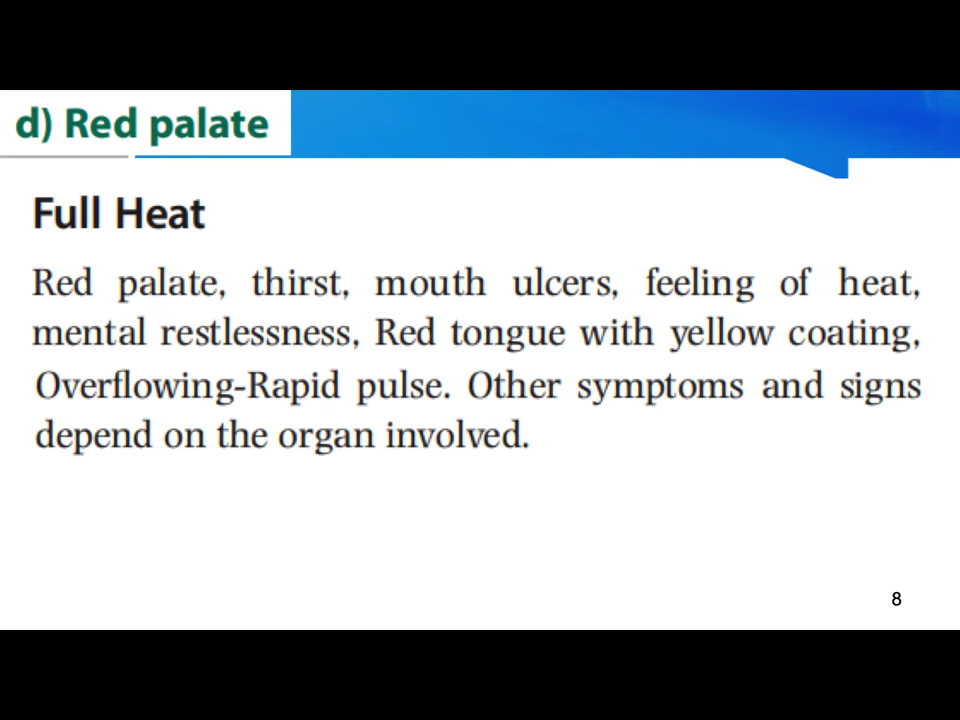 d) Red palate
Full Heat
Red palate, thirst, mouth ulcers, feeling of heat,
mental restlessness, Red tongue with yellow coating,
Overflowing-Rapid pulse. Other symptoms and signs
depend on the organ involved.
8